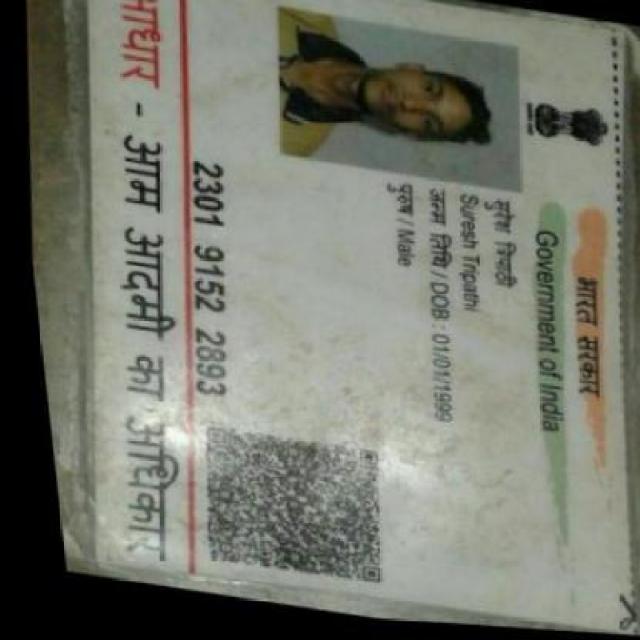 भारत सरकार
Government of India
सुरेश त्रिपाठी
Suresh Tripathi
जन्म तिथि / DOB : 01/01/1999
पुरुष / Male
2301 9152 2893
आधार - आम आदमी का अधिकार